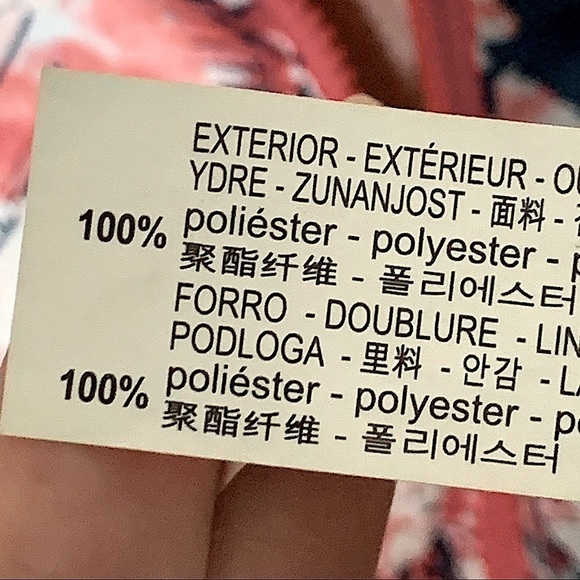 EXTERIOR - EXTÉRIEUR -
YDRE - ZUNANJOST - 面料 -
100% poliéster - polyester -
聚酯纤维 - 폴리에스터
FORRO - DOUBLURE -
PODLOGA - 里料 - 안감 -
100% poliéster - polyester -
聚酯纤维 - 폴리에스터